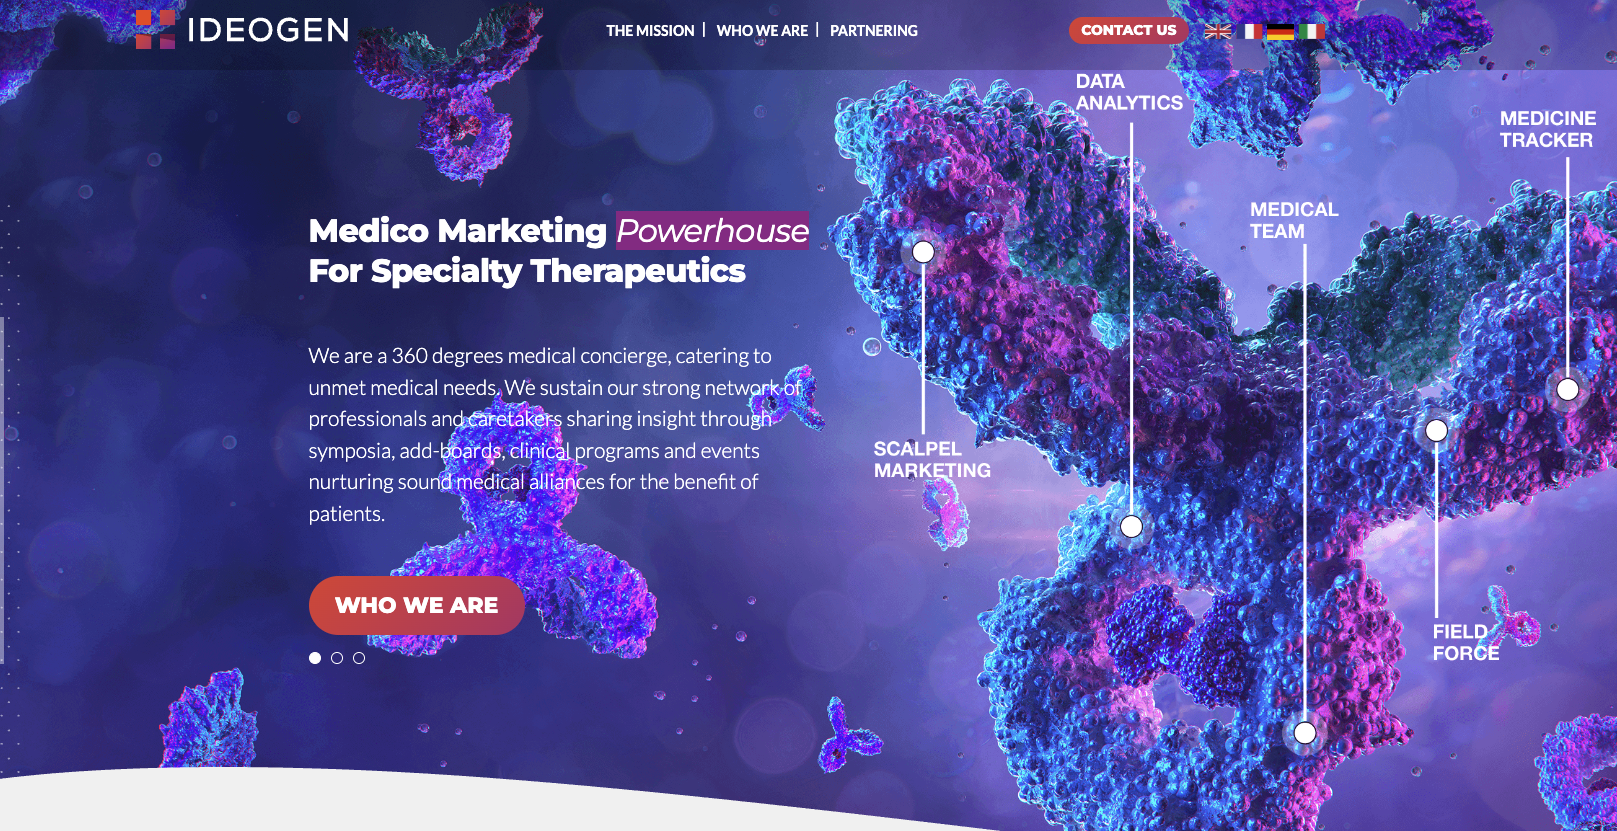 IDEOGEN
THE MISSION | WHO WE ARE | PARTNERING
CONTACT US
Medico Marketing Powerhouse
For Specialty Therapeutics
We are a 360 degrees medical concierge, catering to
unmet medical needs. We sustain our strong network of
professionals and caretakers sharing insight through
symposia, add-boards, clinical programs and events
nurturing sound medical alliances for the benefit of
patients.
WHO WE ARE
DATA
ANALYTICS
MEDICINE
TRACKER
MEDICAL
TEAM
SCALPEL
MARKETING
FIELD
FORCE